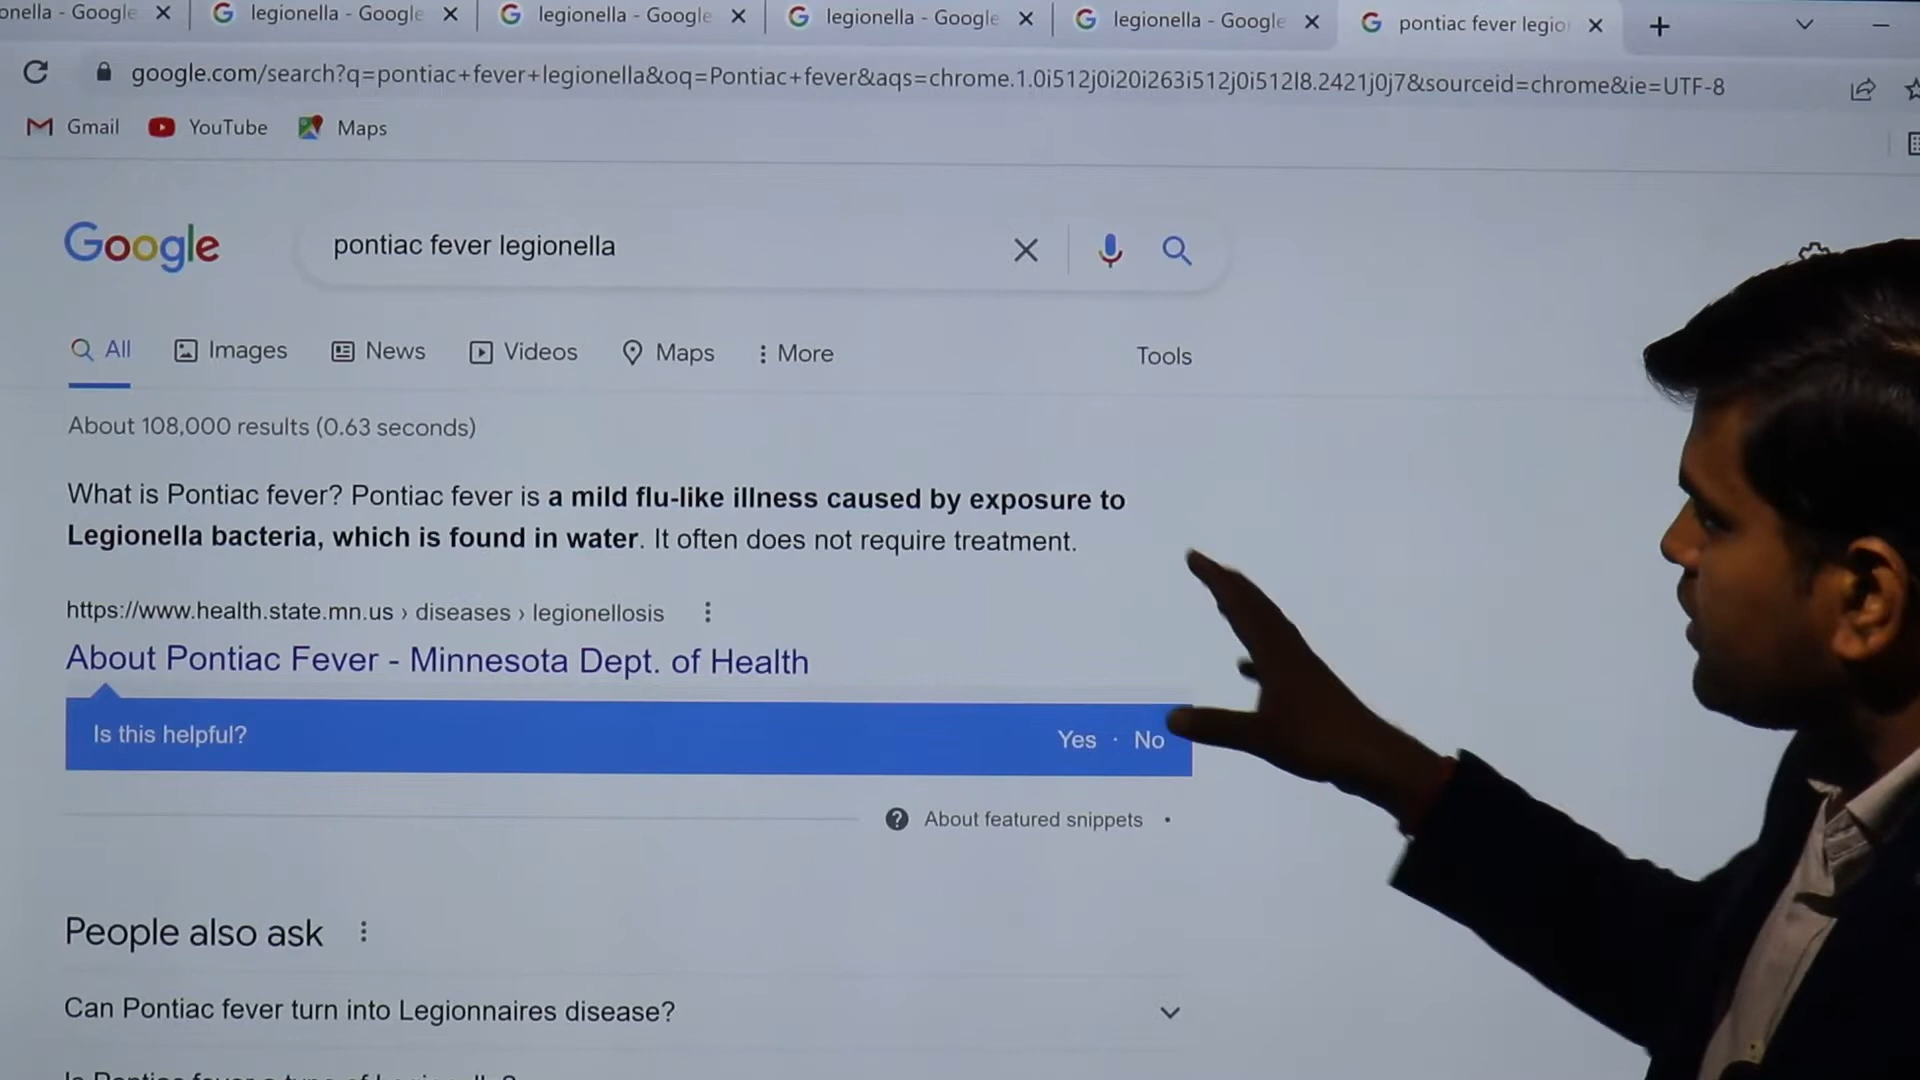 onella - Google
legionella - Google
legionella - Google
legionella - Google
legionella - Google
pontiac fever legio
google.com/search?q=pontiac+fever+legionella&oq=Pontiac+fever&aqs=chrome.1.0i512j0i20i263i512j0i512l8.2421j0j7&sourceid=chrome&ie=UTF-8
Gmail YouTube Maps
Google pontiac fever legionella
All Images News Videos Maps More Tools
About 108,000 results (0.63 seconds)
What is Pontiac fever? Pontiac fever is a mild flu-like illness caused by exposure to
Legionella bacteria, which is found in water. It often does not require treatment.
https://www.health.state.mn.us › diseases › legionellosis
About Pontiac Fever - Minnesota Dept. of Health
Is this helpful? Yes · No
About featured snippets •
People also ask
Can Pontiac fever turn into Legionnaires disease?